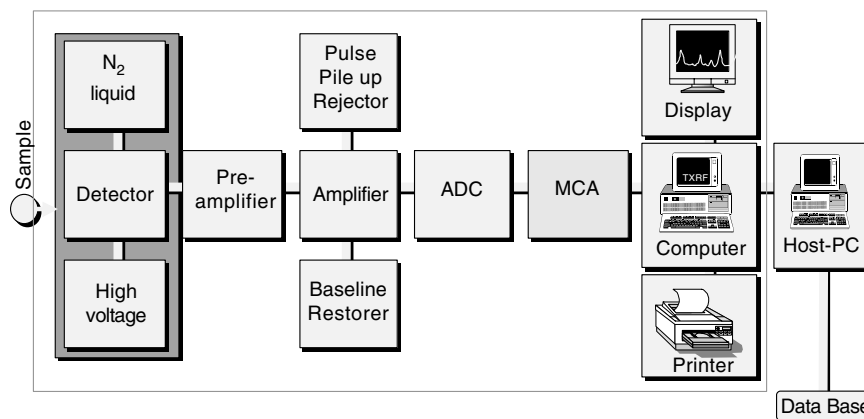 Sample
N2
liquid
Detector
High
voltage
Pre-
amplifier
Pulse
Pile up
Rejector
Amplifier
Baseline
Restorer
ADC
MCA
Display
TXRF
Computer
Printer
Host-PC
Data Base